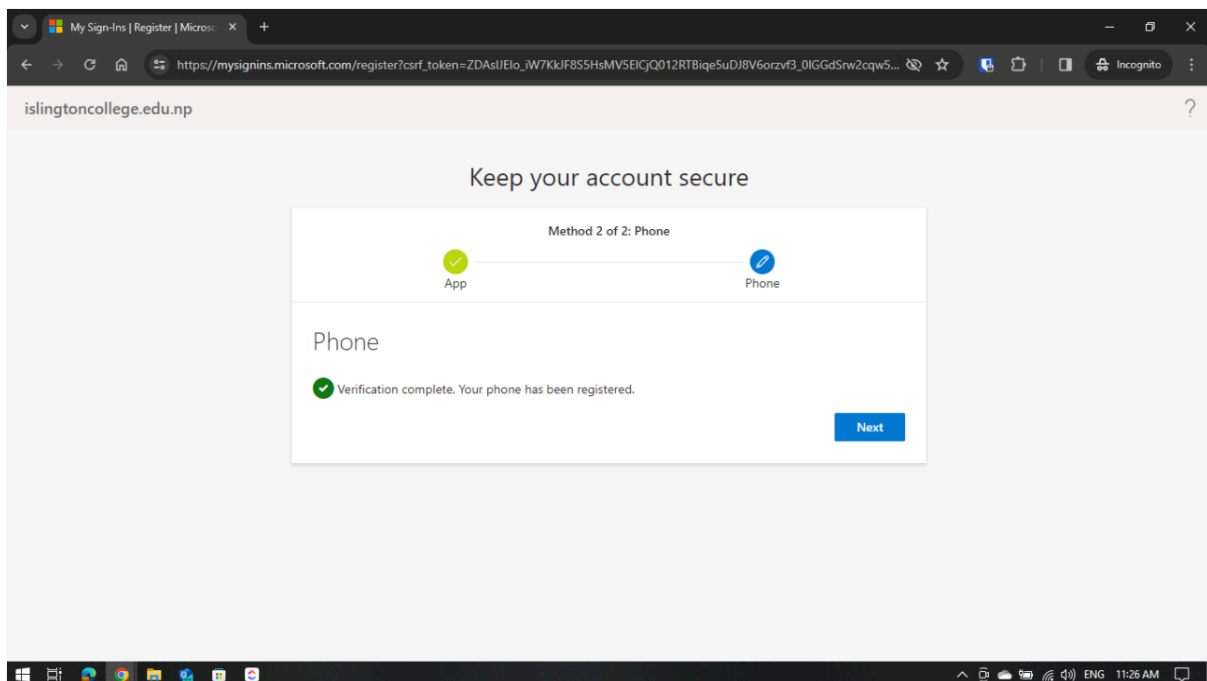 My Sign-Ins | Register | Microso
https://mysignins.microsoft.com/register?csrf_token=ZDAsIJEIo_iW7KkJF8S5HsMV5EICjQ012RTBiqe5uDJ8V6orzvf3_0IGGdSrw2cqw5...
Incognito
islingtoncollege.edu.np
?
Keep your account secure
Method 2 of 2: Phone
App
Phone
Phone
Verification complete. Your phone has been registered.
Next
ENG 11:26 AM